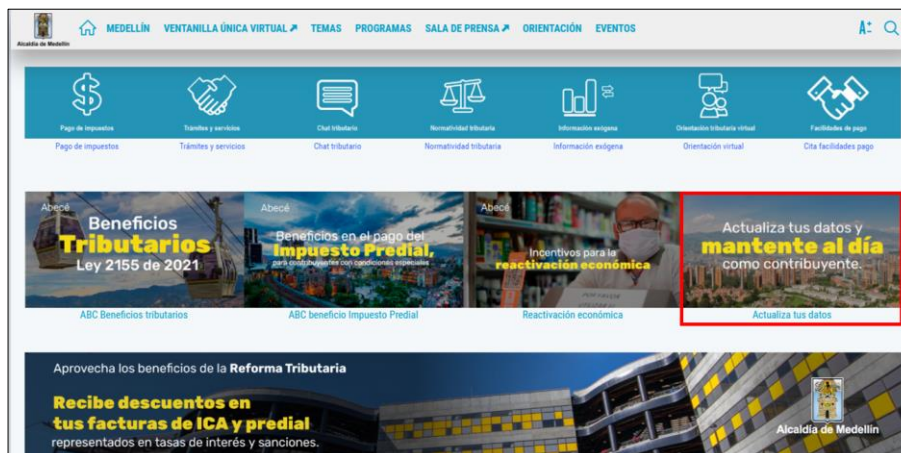 MEDELLÍN VENTANILLA ÚNICA VIRTUAL TEMAS PROGRAMAS SALA DE PRENSA ORIENTACIÓN EVENTOS A+-
Alcaldía de Medellín
Pago de impuestos Trámites y servicios Chat tributario Normatividad tributaria Información exógena Orientación tributaria virtual Facilidades de pago
Pago de impuestos Trámites y servicios Chat tributario Normatividad tributaria Información exógena Orientación virtual Cita facilidades pago
Abecé
Beneficios
Tributarios
Ley 2155 de 2021
Abecé
Beneficios en el pago del
Impuesto Predial,
para contribuyentes con condiciones especiales
Abecé
Incentivos para la
reactivación económica
Actualiza tus datos y
mantente al día
como contribuyente.
ABC Beneficios tributarios ABC beneficio Impuesto Predial Reactivación económica Actualiza tus datos
Aprovecha los beneficios de la Reforma Tributaria
Recibe descuentos en
tus facturas de ICA y predial
representados en tasas de interés y sanciones.
Alcaldía de Medellín